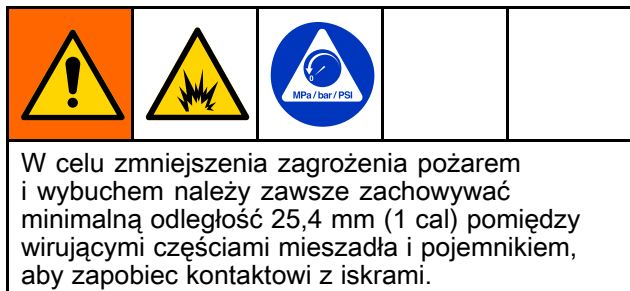 0
MPa/bar/PSI
W celu zmniejszenia zagrożenia pożarem
i wybuchem należy zawsze zachowywać
minimalną odległość 25,4 mm (1 cal) pomiędzy
wirującymi częściami mieszadła i pojemnikiem,
aby zapobiec kontaktowi z iskrami.